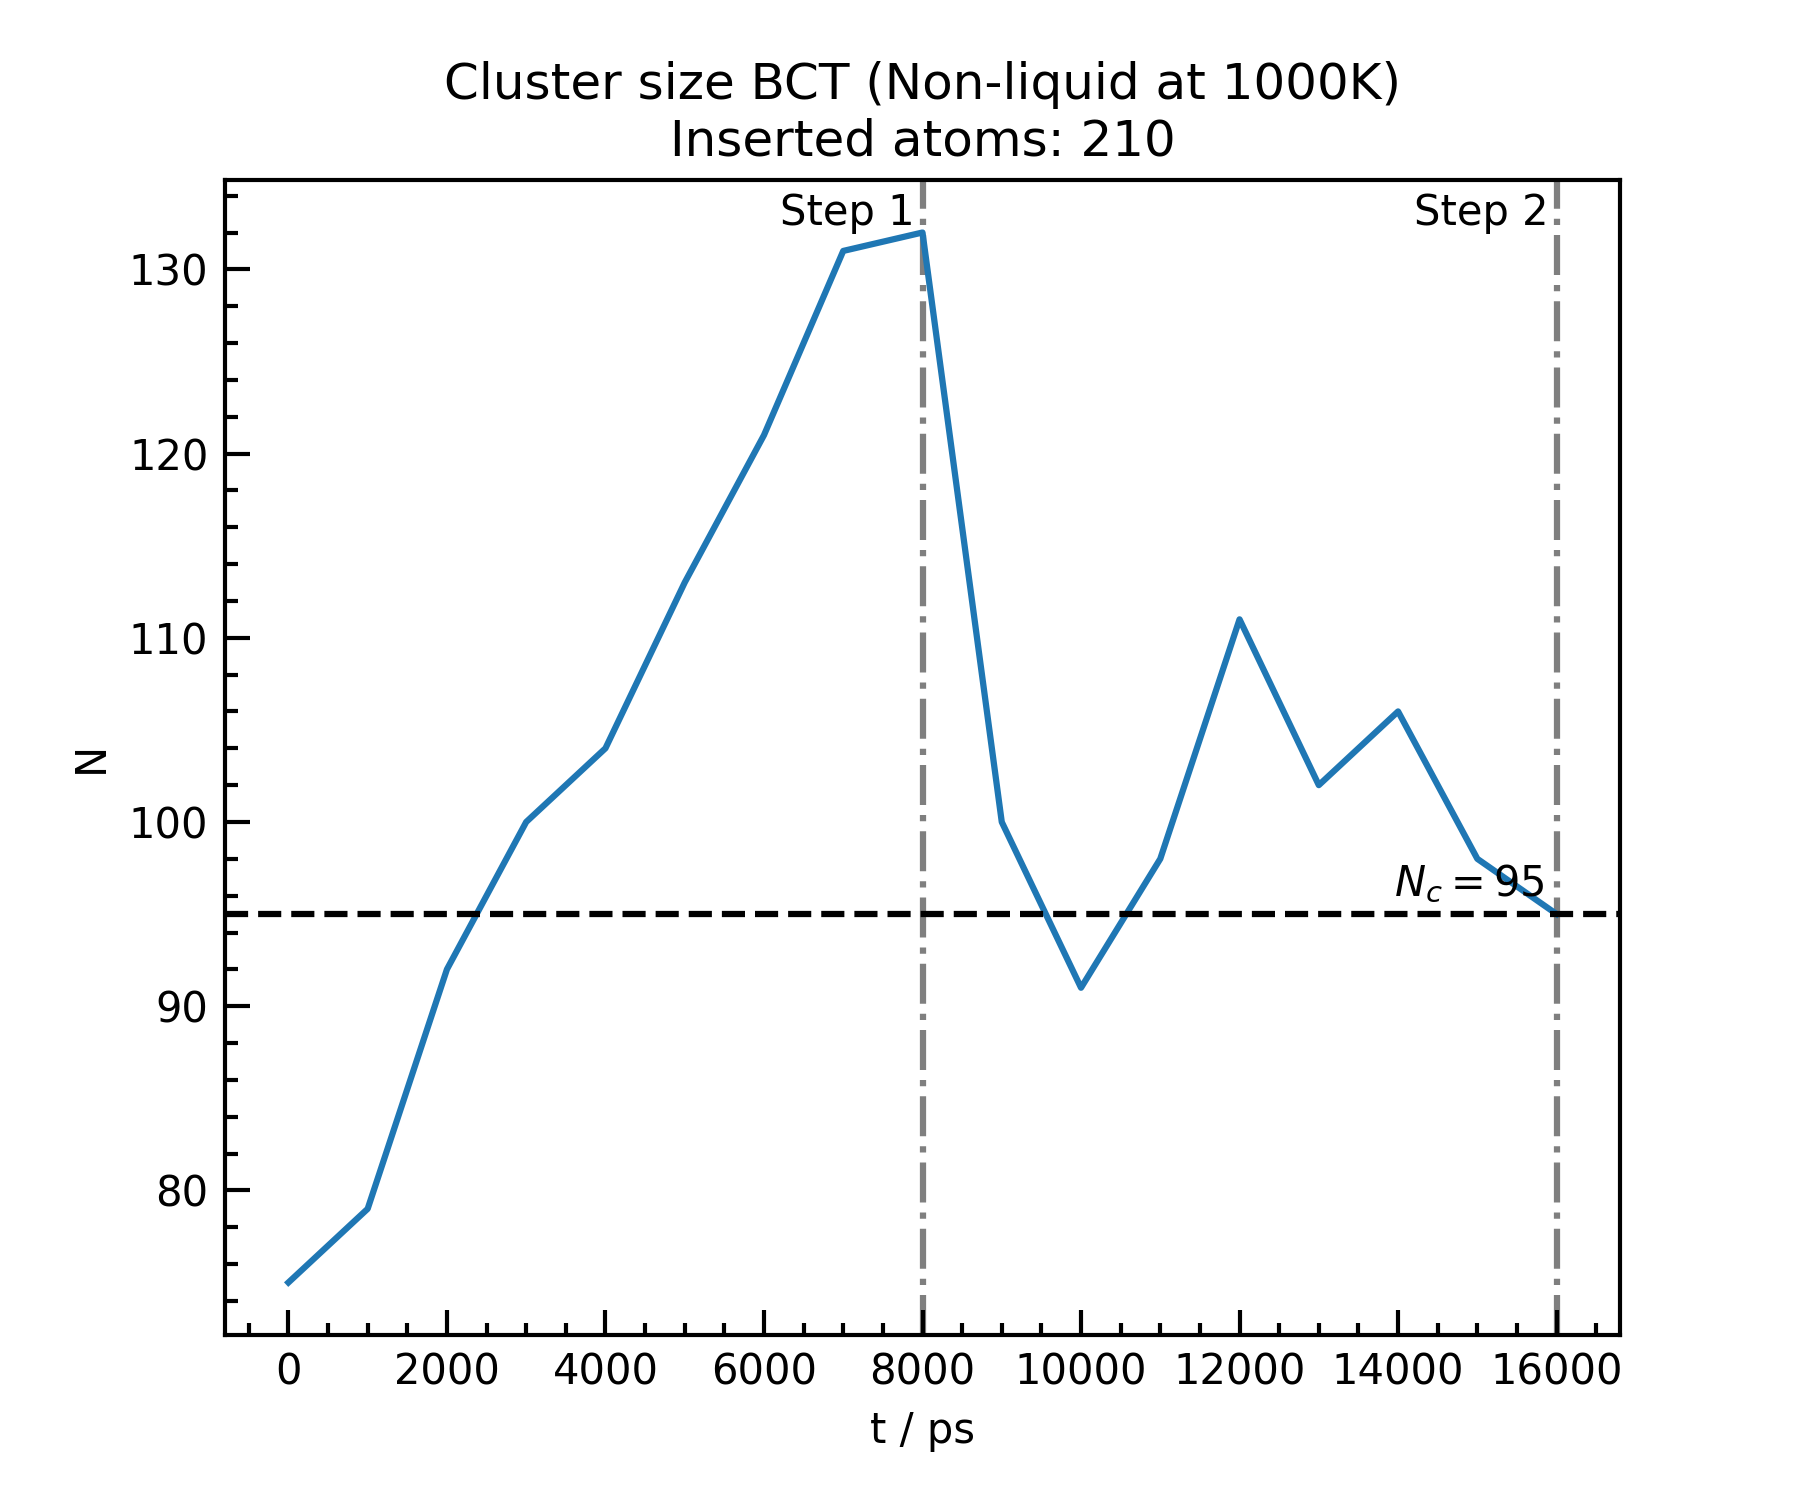 Cluster size BCT (Non-liquid at 1000K)
Inserted atoms: 210
Step 1
Step 2
130
120
110
100
90
80
N
N_c = 95
0 2000 4000 6000 8000 10000 12000 14000 16000
t / ps